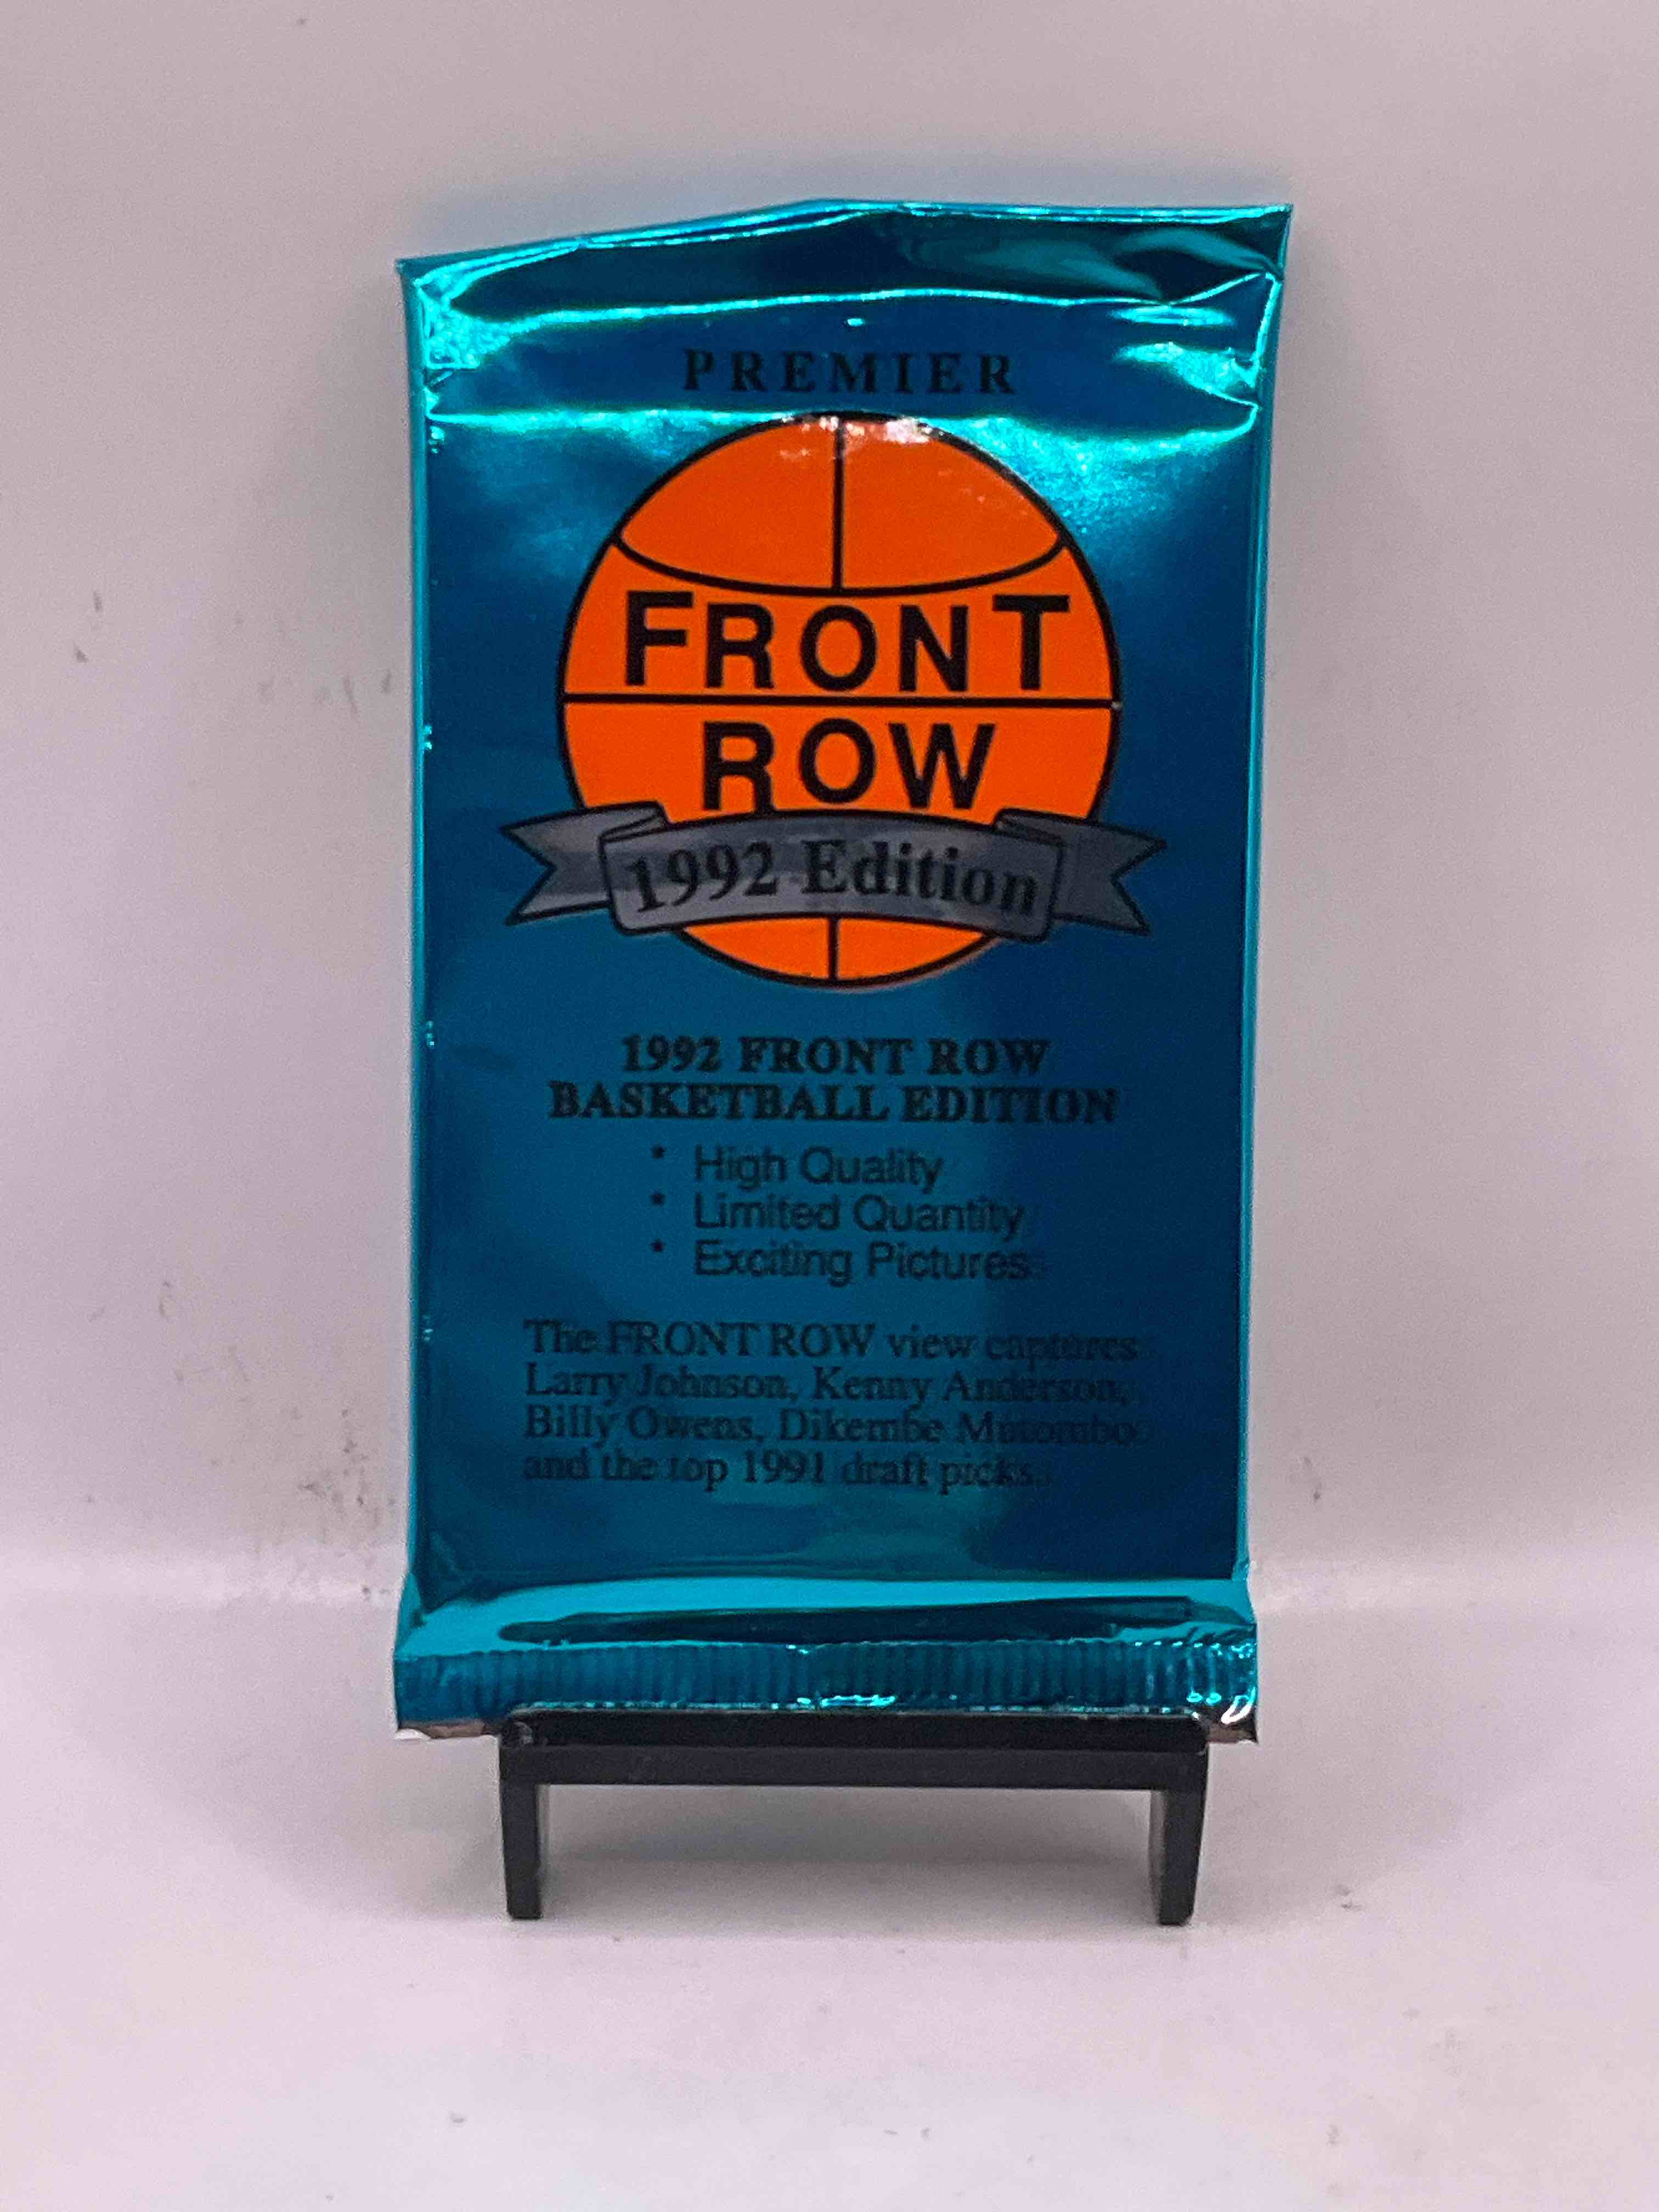 PREMIER
FRONT
ROW
1992 Edition
1992 FRONT ROW
BASKETBALL EDITION
* High Quality
* Limited Quantity
* Exciting Pictures
The FRONT ROW view captures
Larry Johnson, Kenny Anderson,
Billy Owens, Dikembe Mutombo
and the top 1991 draft picks.